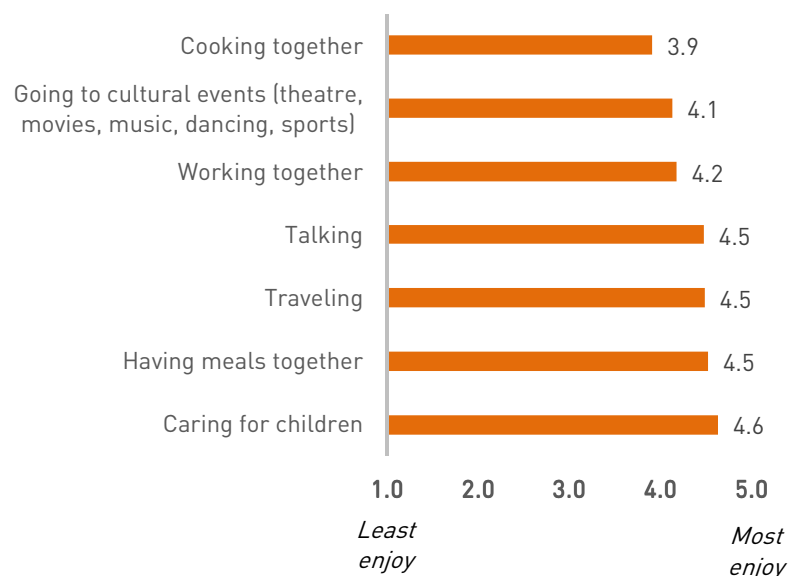 Cooking together 3.9
Going to cultural events (theatre,
movies, music, dancing, sports) 4.1
Working together 4.2
Talking 4.5
Traveling 4.5
Having meals together 4.5
Caring for children 4.6
1.0 2.0 3.0 4.0 5.0
Least Most
enjoy enjoy